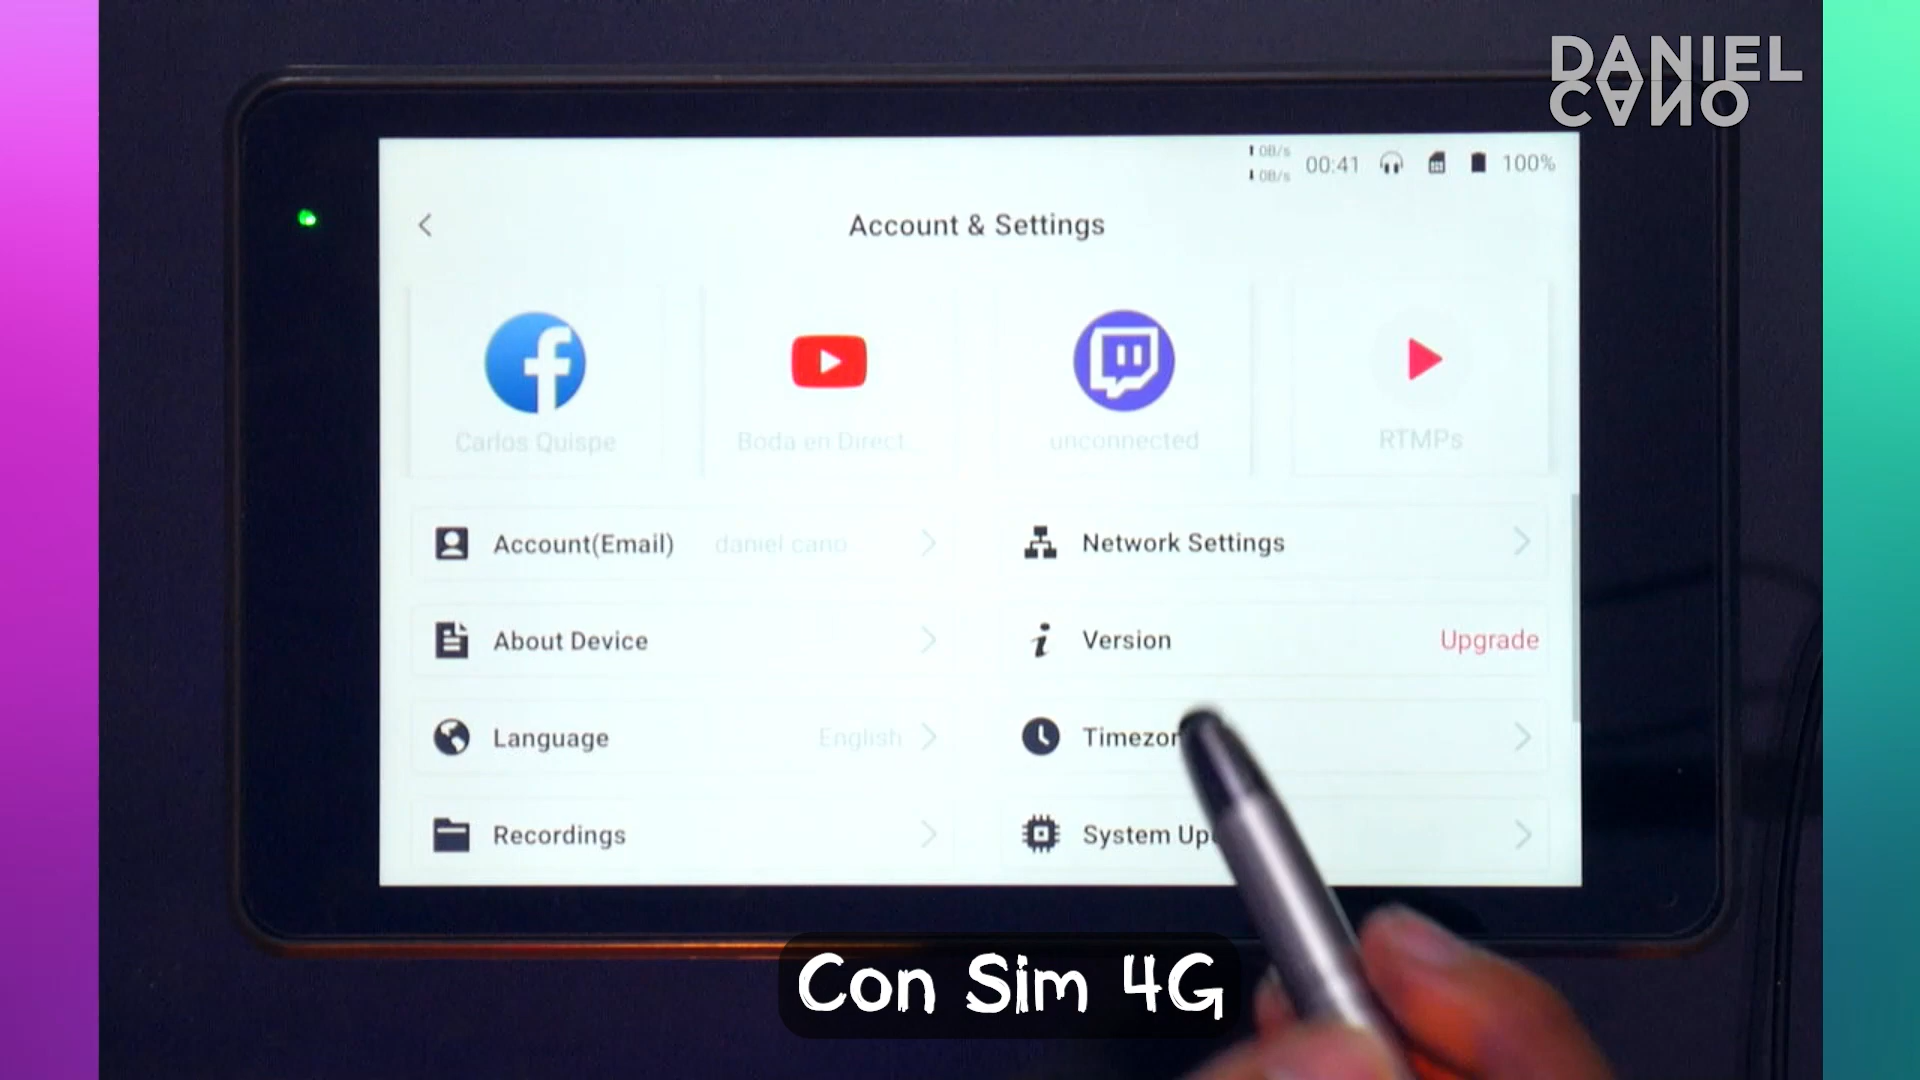 DANIEL
CANO
0B/s
0B/s
00:41
100%
Account & Settings
Carlos Quispe
Boda en Direct
unconnected
RTMPs
Account(Email)
daniel cano
Network Settings
About Device
Version
Upgrade
Language
English
Timezon
Recordings
System Up
Con Sim 4G